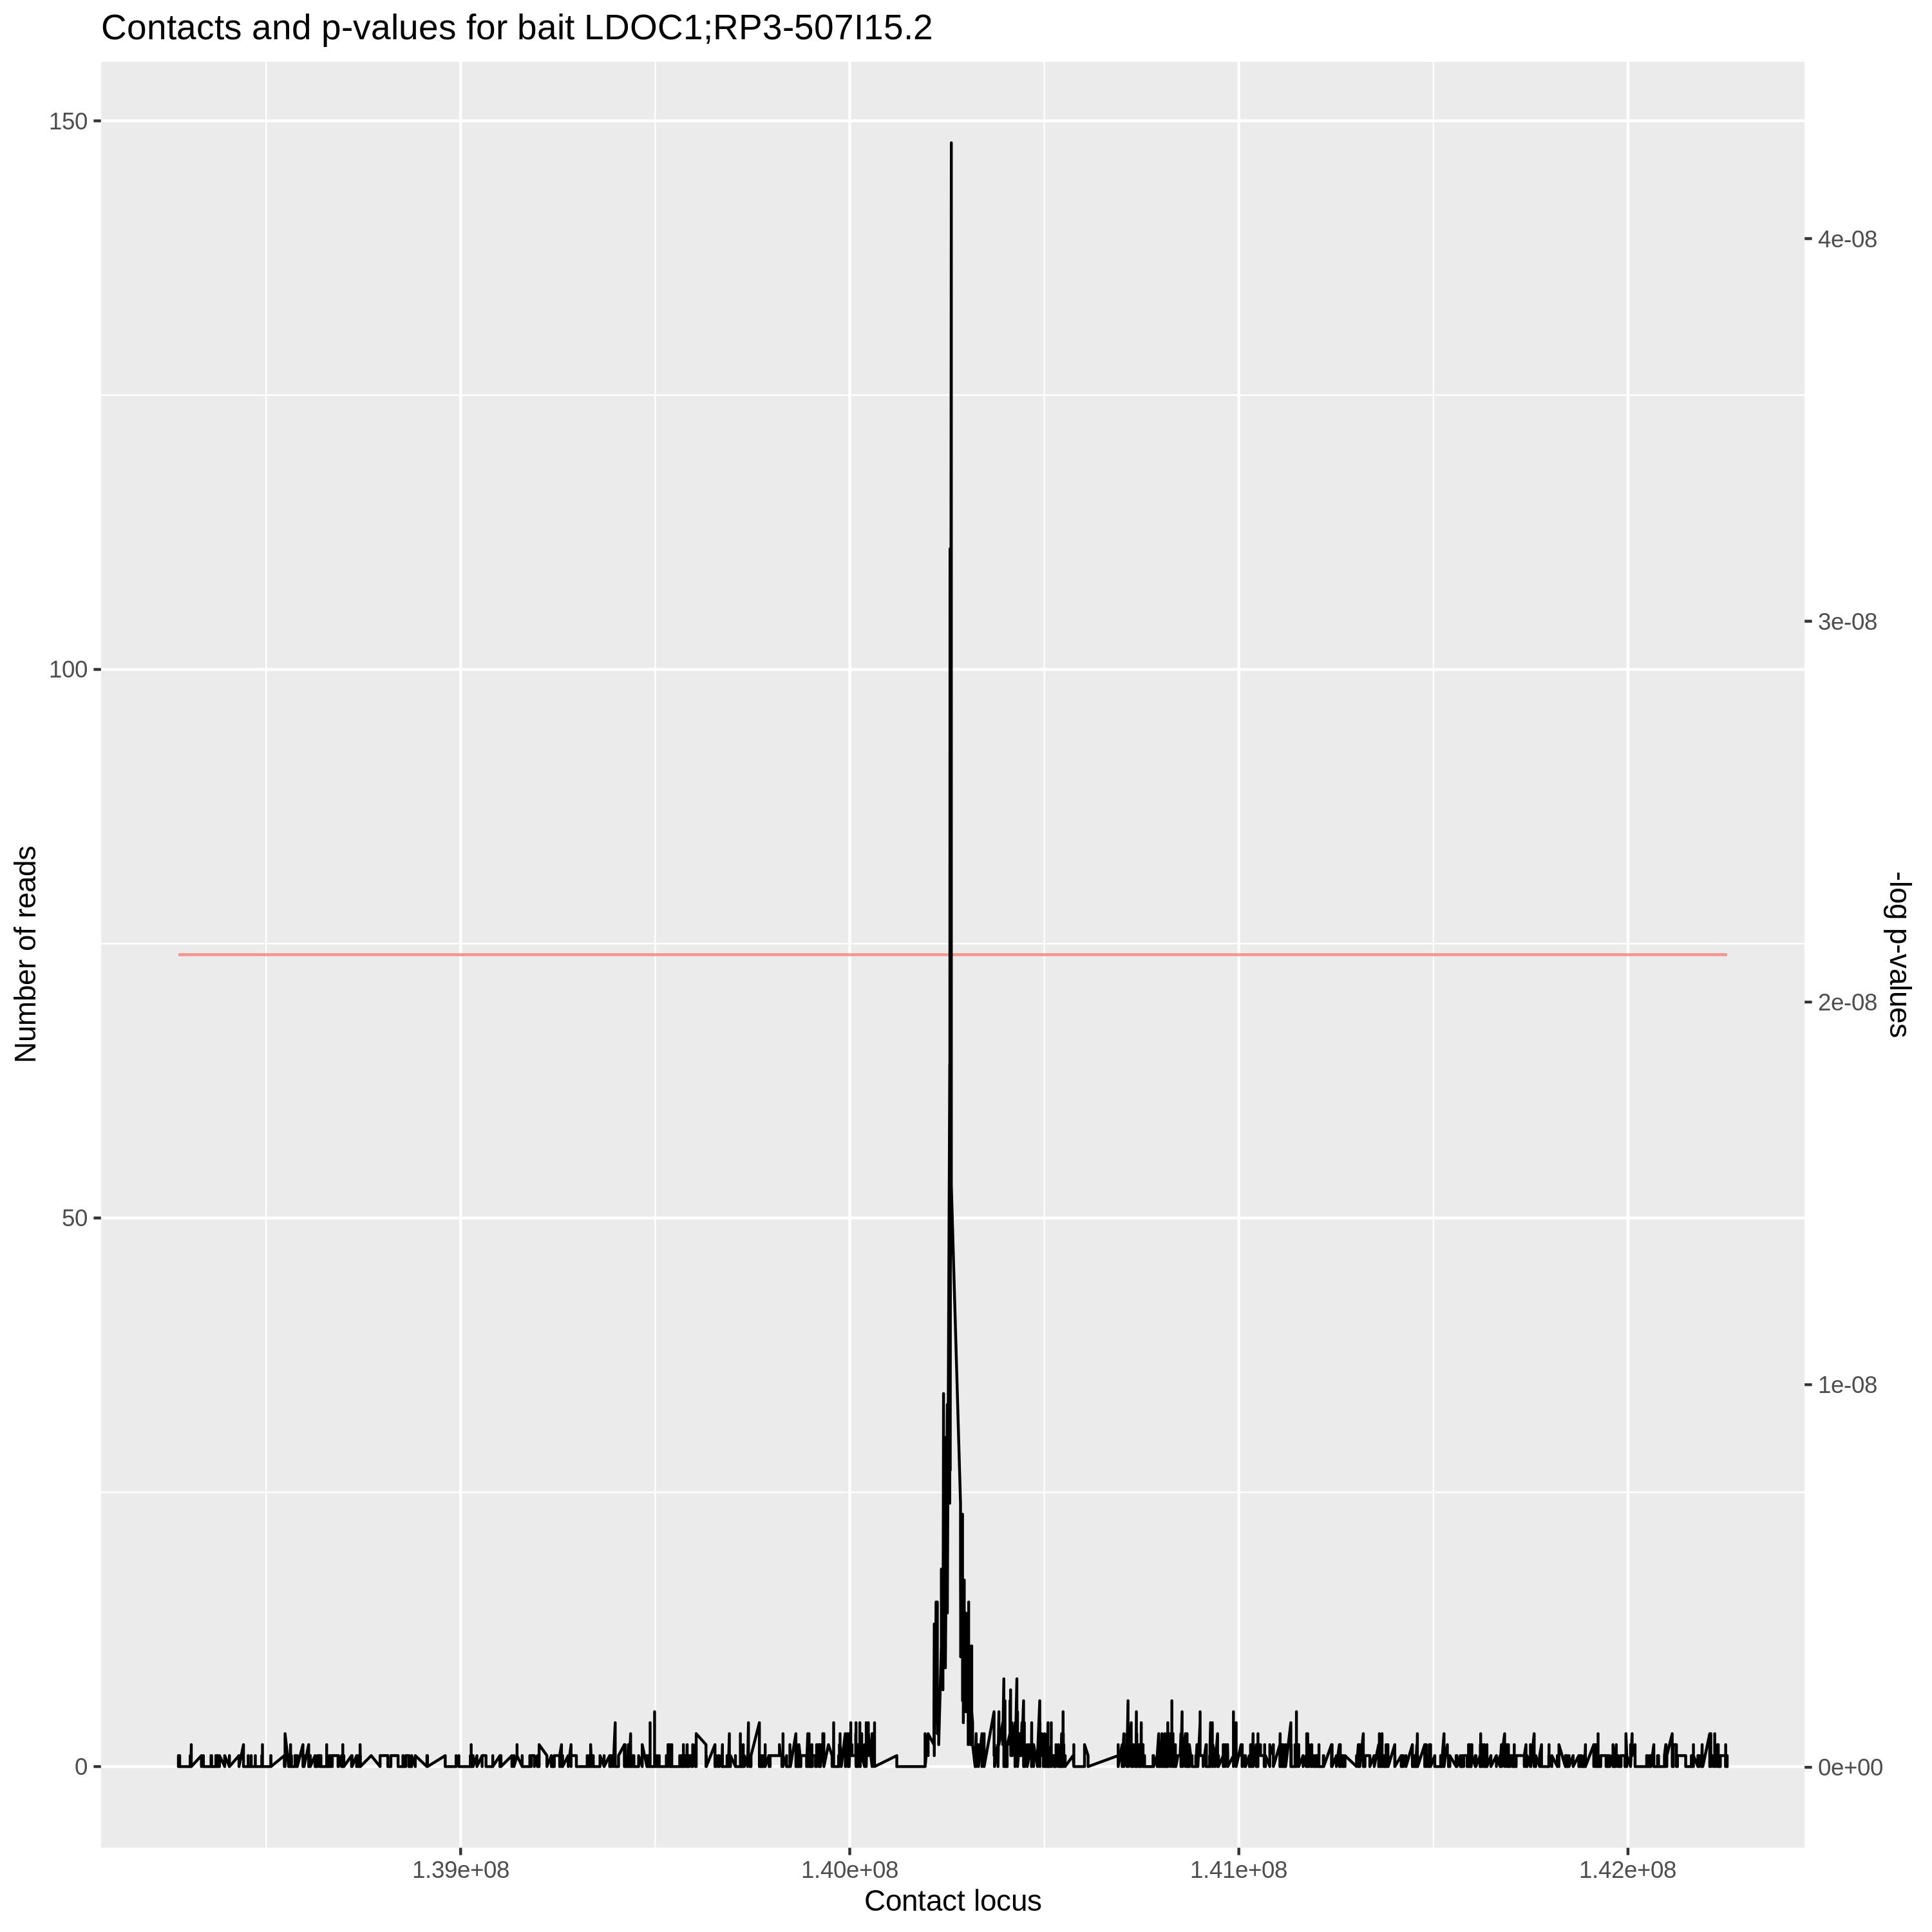 Contacts and p-values for bait LDOC1;RP3-507I15.2
150
100
50
0
Number of reads
4e-08
3e-08
2e-08
1e-08
0e+00
-log p-values
1.39e+08
1.40e+08
1.41e+08
1.42e+08
Contact locus